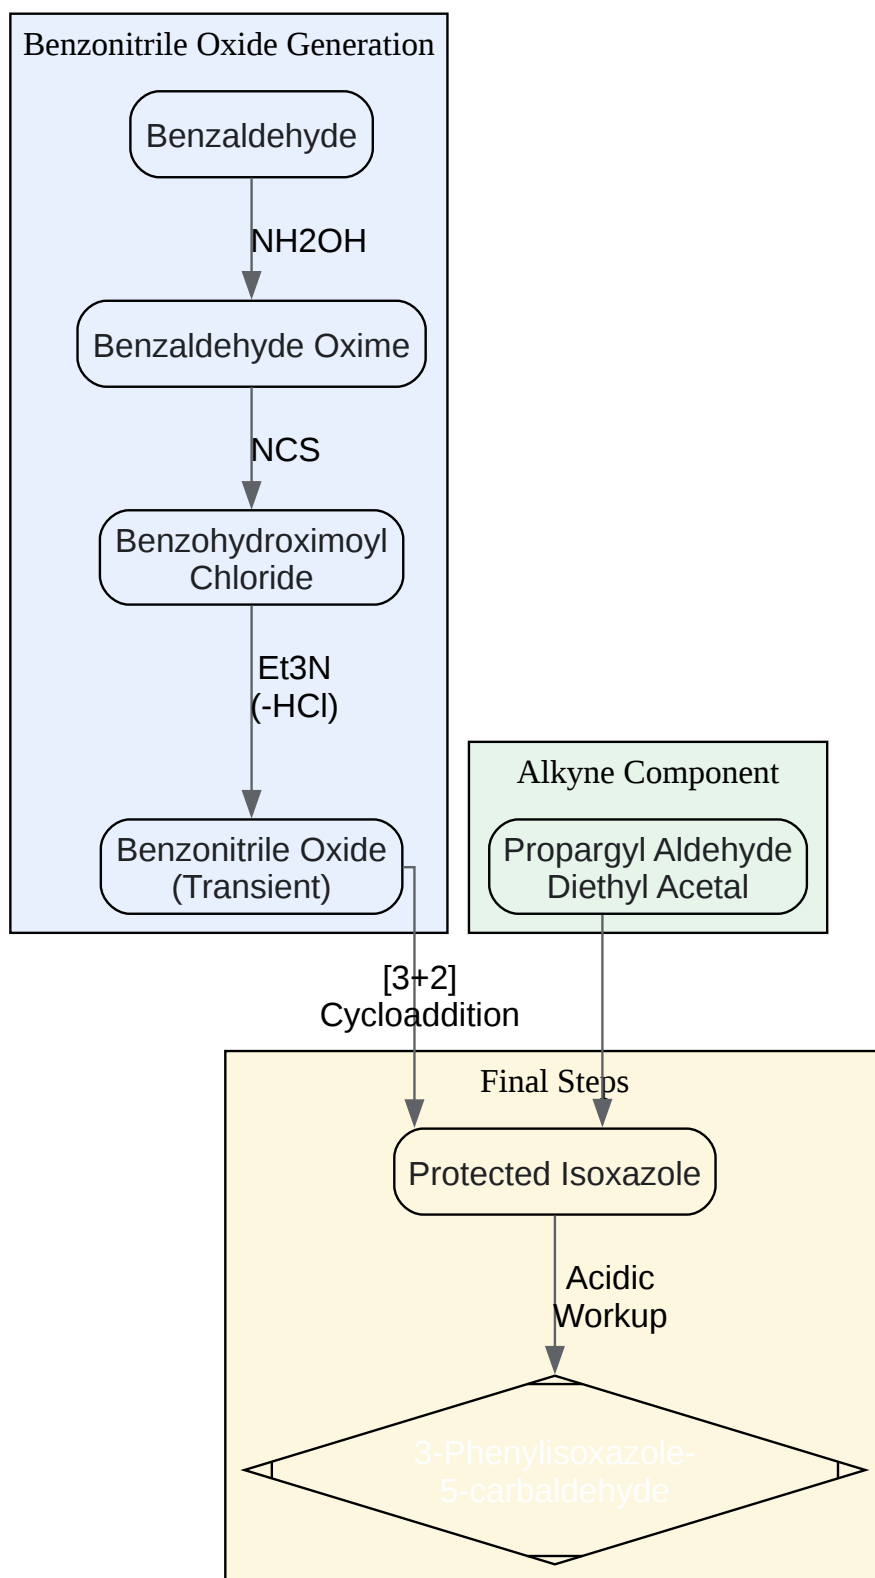 Benzonitrile Oxide Generation
Benzaldehyde
NH2OH
Benzaldehyde Oxime
NCS
Benzohydroximoyl
Chloride
Et3N
(-HCl)
Benzonitrile Oxide
(Transient)
Alkyne Component
Propargyl Aldehyde
Diethyl Acetal
[3+2]
Cycloaddition
Final Steps
Protected Isoxazole
Acidic
Workup
3-Phenylisoxazole-
5-carbaldehyde